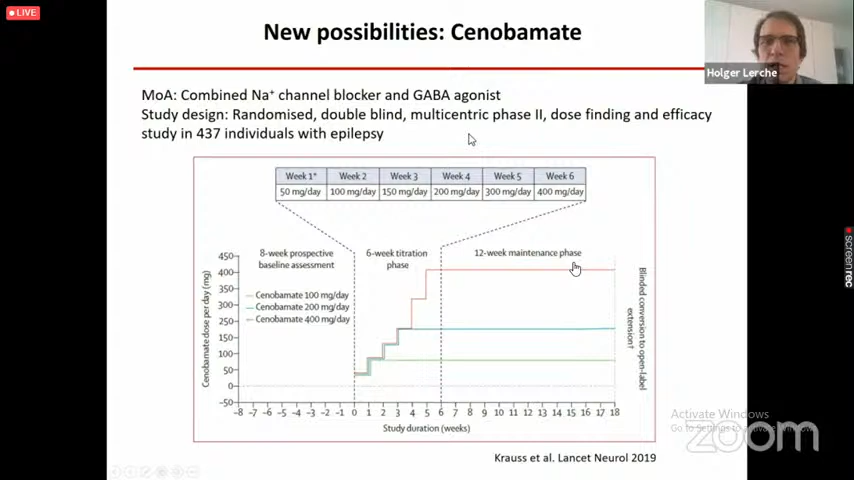 LIVE
New possibilities: Cenobamate
Holger Lerche
MoA: Combined Na+ channel blocker and GABA agonist
Study design: Randomised, double blind, multicentric phase II, dose finding and efficacy
study in 437 individuals with epilepsy
Week 1* Week 2 Week 3 Week 4 Week 5 Week 6
50 mg/day 100 mg/day 150 mg/day 200 mg/day 300 mg/day 400 mg/day
8-week prospective
baseline assessment
6-week titration
phase
12-week maintenance phase
Cenobamate 100 mg/day
Cenobamate 200 mg/day
Cenobamate 400 mg/day
Cenobamate dose per day (mg)
450
400
350
300
250
200
150
100
50
0
-50
-8 -7 -6 -5 -4 -3 -2 -1 0 1 2 3 4 5 6 7 8 9 10 11 12 13 14 15 16 17 18
Study duration (weeks)
Blinded conversion to open-label
extension†
Krauss et al. Lancet Neurol 2019
Activate Windows
Go to Settings to activate Windows.
zoom
screenrec